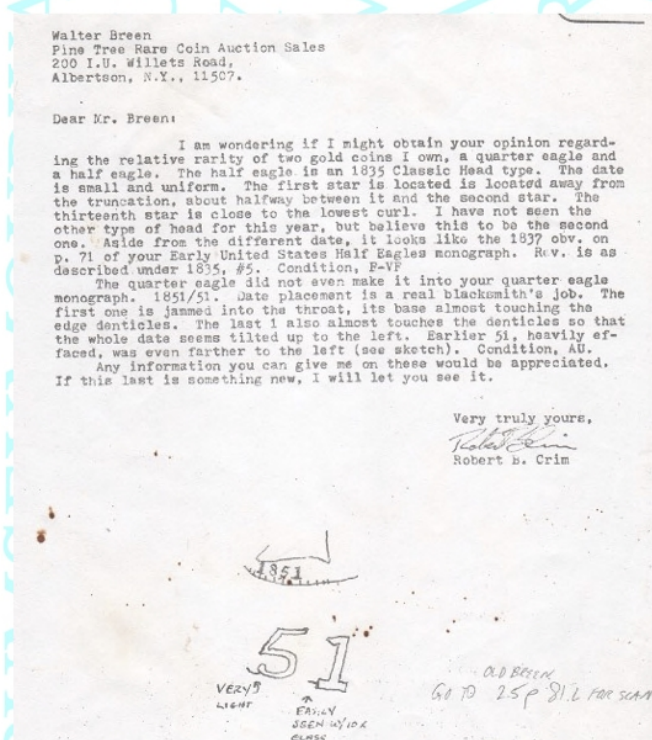 Walter Breen
Pine Tree Rare Coin Auction Sales
200 I.U. Willets Road,
Albertson, N.Y., 11507.
Dear Mr. Breen:
I am wondering if I might obtain your opinion regard-
ing the relative rarity of two gold coins I own, a quarter eagle and
a half eagle. The half eagle is an 1835 Classic Head type. The date
is small and uniform. The first star is located is located away from
the truncation, about halfway between it and the second star. The
thirteenth star is close to the lowest curl. I have not seen the
other type of head for this year, but believe this to be the second
one. Aside from the different date, it looks like the 1837 obv. on
p. 71 of your Early United States Half Eagles monograph. Rev. is as
described under 1835, #5. Condition, F-VF
The quarter eagle did not even make it into your quarter eagle
monograph. 1851/51. Date placement is a real blacksmith's job. The
first one is jammed into the throat, its base almost touching the
edge denticles. The last 1 also almost touches the denticles so that
the whole date seems tilted up to the left. Earlier 51, heavily ef-
faced, was even farther to the left (see sketch). Condition, AU.
Any information you can give me on these would be appreciated.
If this last is something new, I will let you see it.
Very truly yours,
Robert B. Crim
1851
51
VERY
LIGHT
EASILY
SEEN W/10X
GLASS
OLD BREEN
GO TO 2.5 P 81.2 FOR SCAN